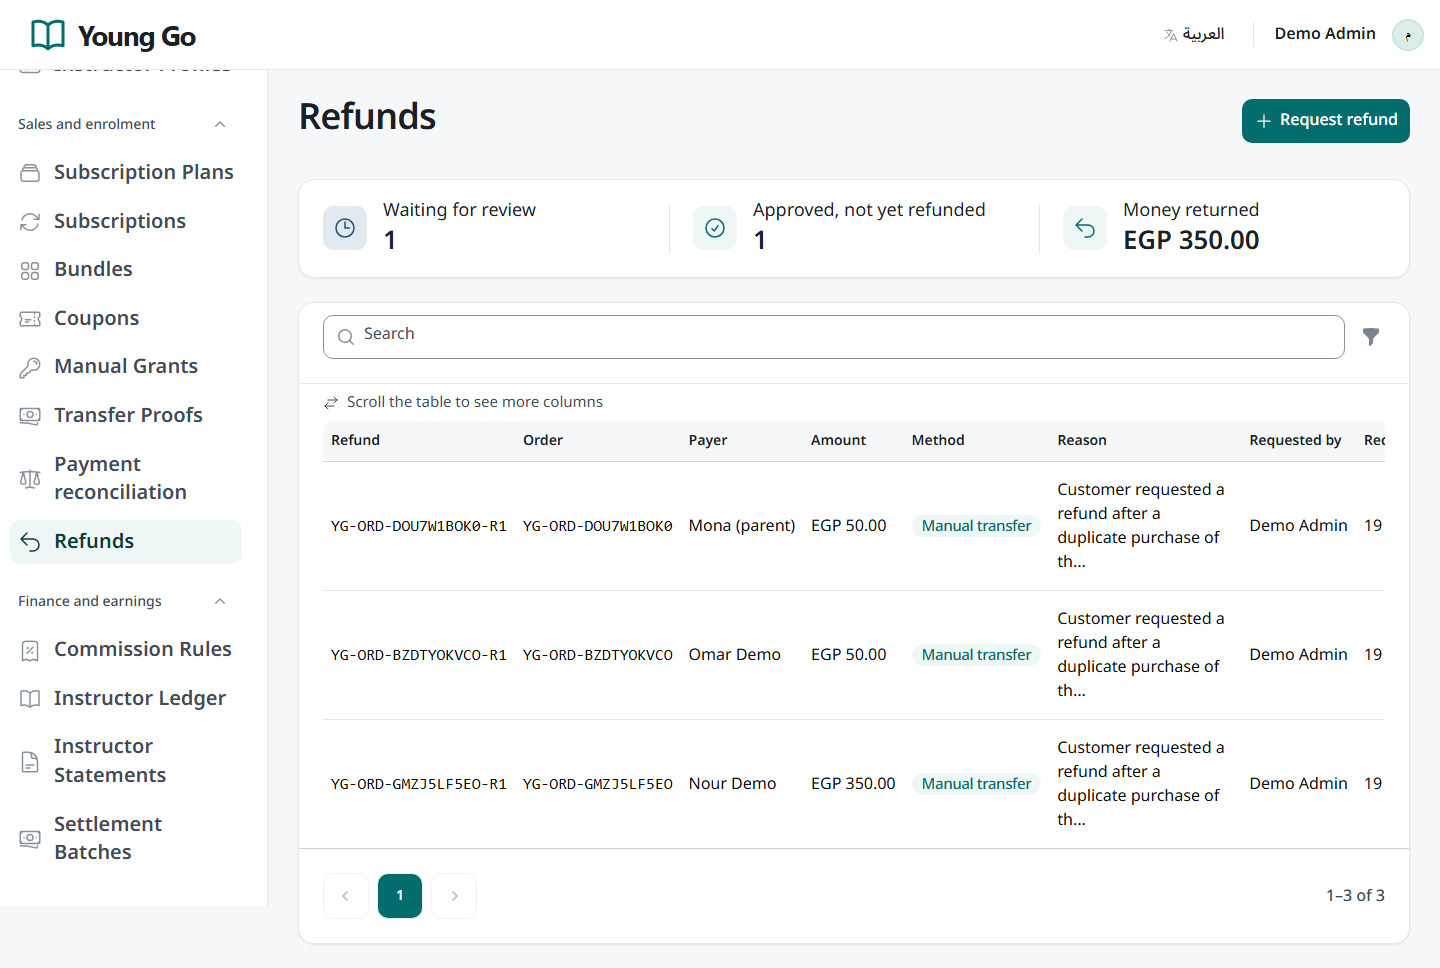 Young Go
العربية
Demo Admin
م
Sales and enrolment
Subscription Plans
Subscriptions
Bundles
Coupons
Manual Grants
Transfer Proofs
Payment
reconciliation
Refunds
Finance and earnings
Commission Rules
Instructor Ledger
Instructor
Statements
Settlement
Batches
Refunds
Request refund
Waiting for review
1
Approved, not yet refunded
1
Money returned
EGP 350.00
Search
Scroll the table to see more columns
Refund Order Payer Amount Method Reason Requested by Rec
YG-ORD-DOU7W1BOK0-R1 YG-ORD-DOU7W1BOK0 Mona (parent) EGP 50.00 Manual transfer Customer requested a
refund after a
duplicate purchase of
th...
Demo Admin 19
YG-ORD-BZDTYOKVCO-R1 YG-ORD-BZDTYOKVCO Omar Demo EGP 50.00 Manual transfer Customer requested a
refund after a
duplicate purchase of
th...
Demo Admin 19
YG-ORD-GMZJ5LF5EO-R1 YG-ORD-GMZJ5LF5EO Nour Demo EGP 350.00 Manual transfer Customer requested a
refund after a
duplicate purchase of
th...
Demo Admin 19
1
1–3 of 3